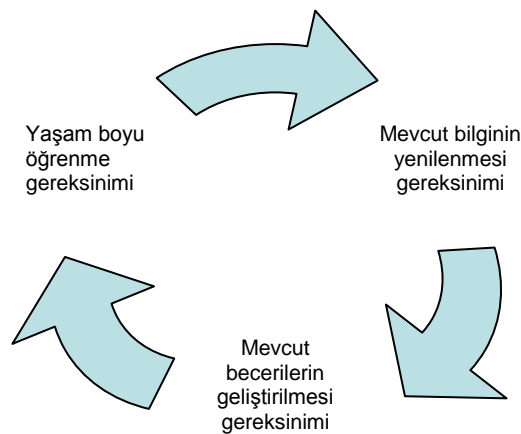 Yaşam boyu
öğrenme
gereksinimi
Mevcut bilginin
yenilenmesi
gereksinimi
Mevcut
becerilerin
geliştirilmesi
gereksinimi